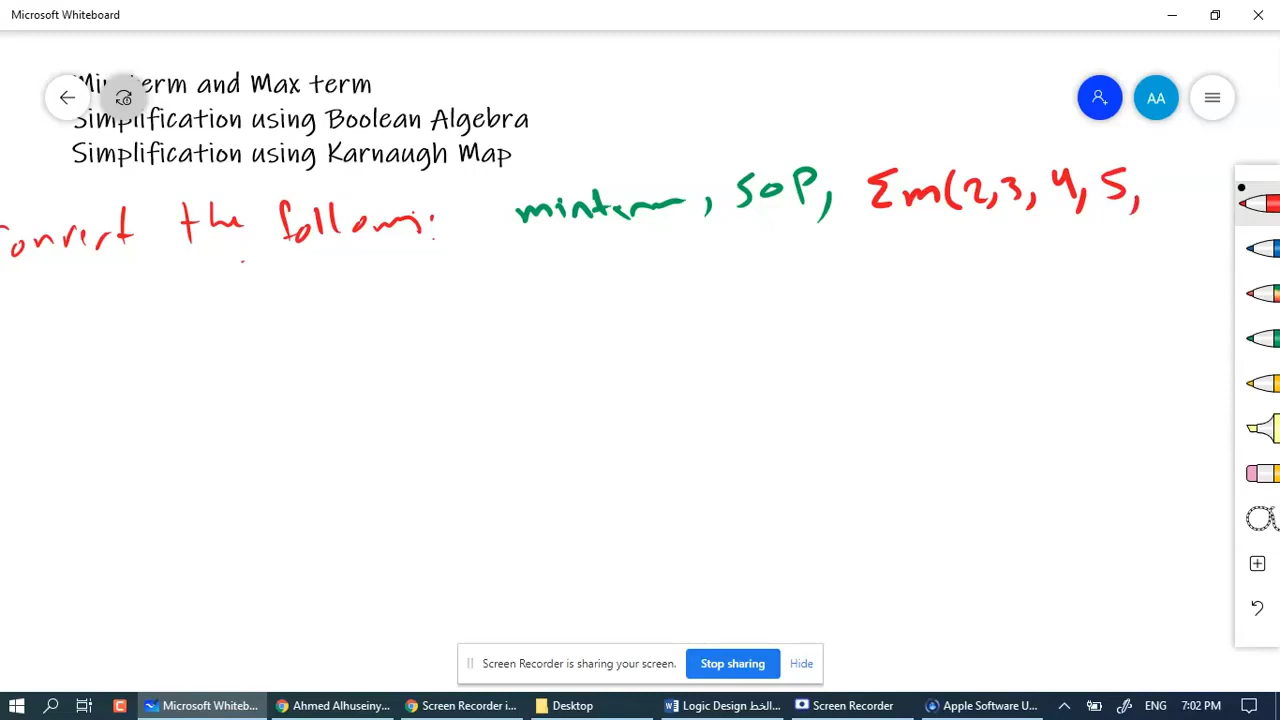 Microsoft Whiteboard
Min term and Max term
Simplification using Boolean Algebra
AA
Simplification using Karnaugh Map
Convert the following: minterm, SOP, Σm(2,3, 4, 5,
Screen Recorder is sharing your screen. Stop sharing Hide
Microsoft Whiteb... Ahmed Alhuseiny... Screen Recorder i... Desktop Logic Design الخط... Screen Recorder Apple Software U... ENG 7:02 PM